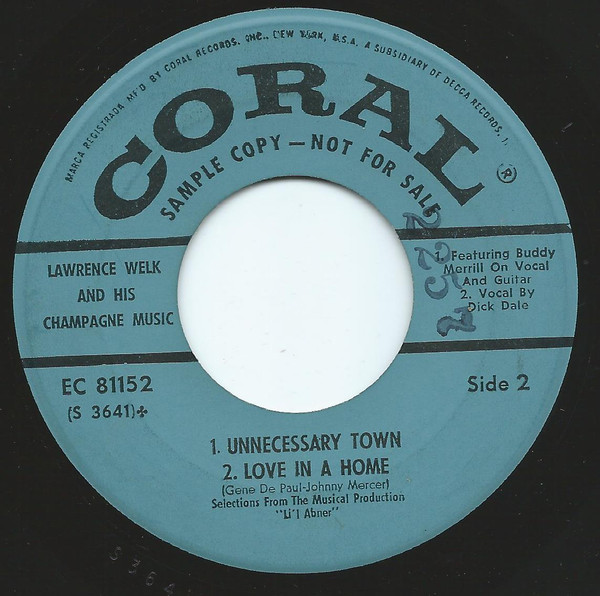 MARCA REGISTRADA MF'D BY CORAL RECORDS, INC., NEW YORK, U.S.A. A SUBSIDIARY OF DECCA RECORDS,
CORAL ®
SAMPLE COPY — NOT FOR SALE
LAWRENCE WELK
AND HIS
CHAMPAGNE MUSIC
1. Featuring Buddy
Merrill On Vocal
And Guitar
2. Vocal By
Dick Dale
2252
EC 81152
(S 3641)✤
Side 2
1. UNNECESSARY TOWN
2. LOVE IN A HOME
(Gene De Paul-Johnny Mercer)
Selections From The Musical Production
"Li'l Abner"
S 364